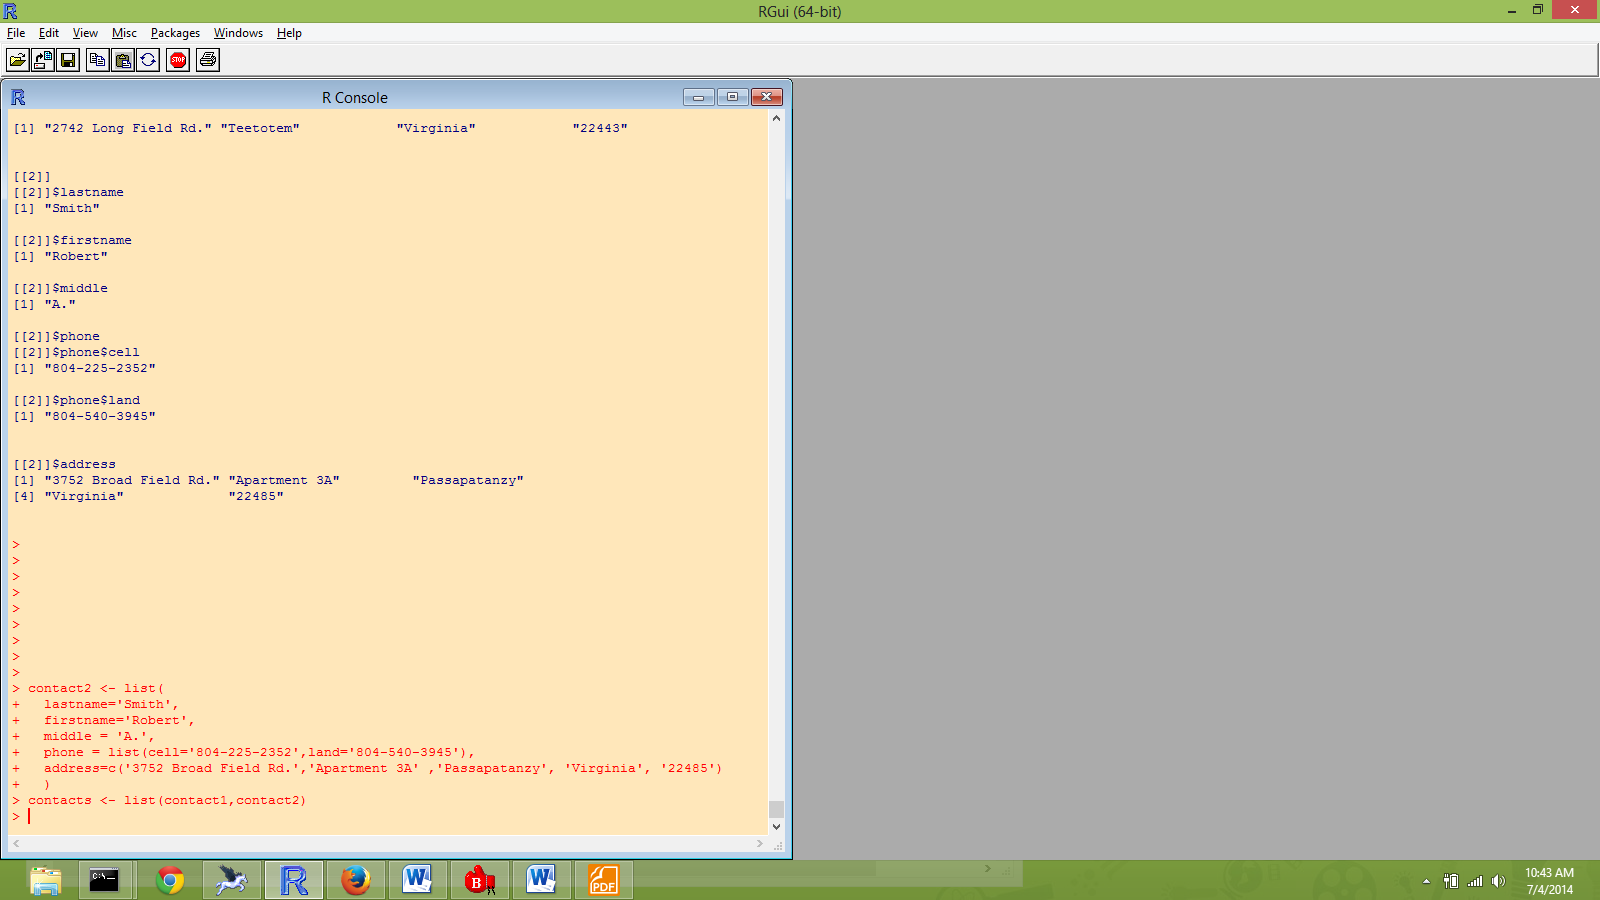 RGui (64-bit)
File Edit View Misc Packages Windows Help
STOP
R Console
[1] "2742 Long Field Rd." "Teetotem"            "Virginia"            "22443"
[[2]]
[[2]]$lastname
[1] "Smith"
[[2]]$firstname
[1] "Robert"
[[2]]$middle
[1] "A."
[[2]]$phone
[[2]]$phone$cell
[1] "804-225-2352"
[[2]]$phone$land
[1] "804-540-3945"
[[2]]$address
[1] "3752 Broad Field Rd." "Apartment 3A"         "Passapatanzy"
[4] "Virginia"             "22485"
>
>
>
>
>
>
>
>
>
> contact2 <- list(
+   lastname='Smith',
+   firstname='Robert',
+   middle = 'A.',
+   phone = list(cell='804-225-2352',land='804-540-3945'),
+   address=c('3752 Broad Field Rd.','Apartment 3A' ,'Passapatanzy', 'Virginia', '22485')
+   )
> contacts <- list(contact1,contact2)
>
C:\_
R
W
B
W
PDF
10:43 AM
7/4/2014